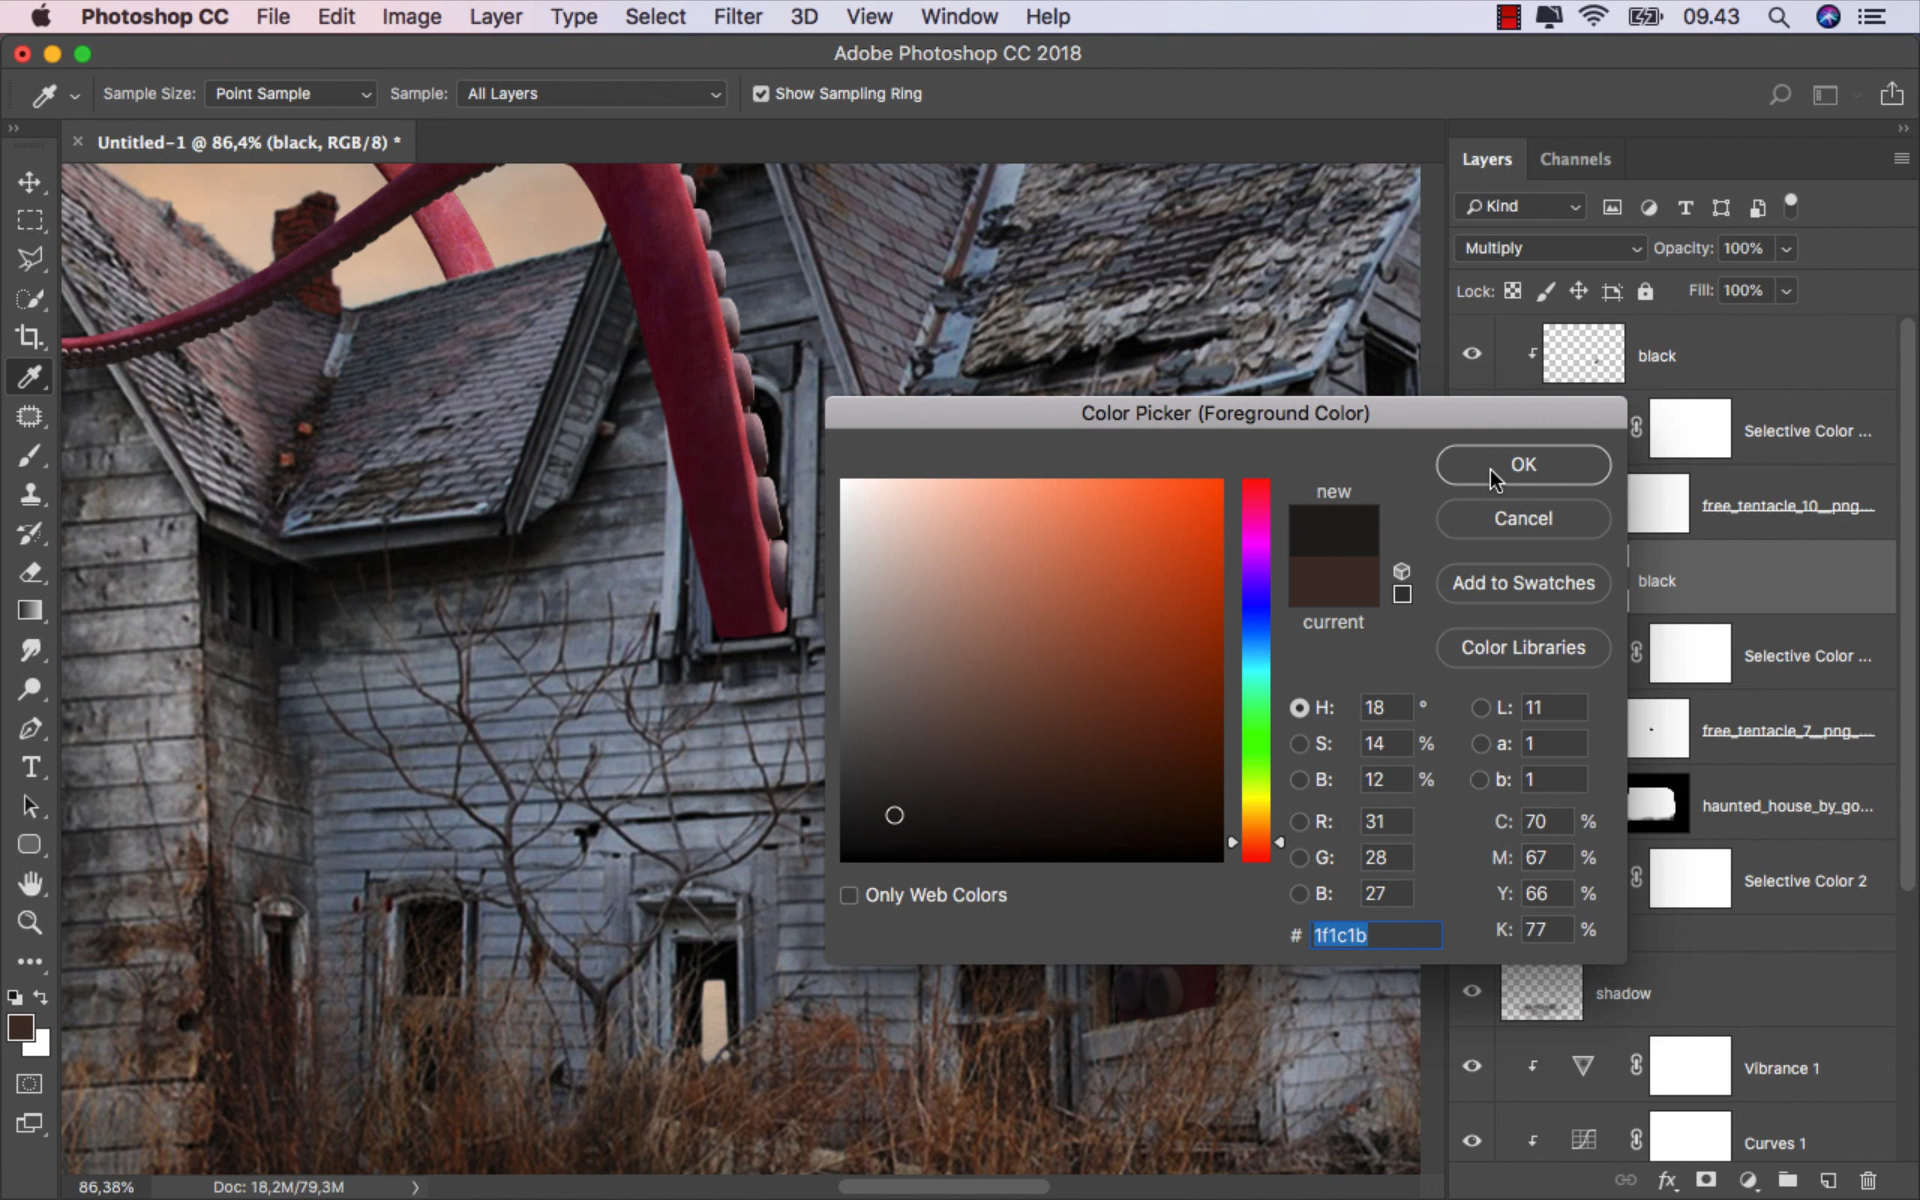 Photoshop CC File Edit Image Layer Type Select Filter 3D View Window Help 09.43
Adobe Photoshop CC 2018
Sample Size: Point Sample Sample: All Layers Show Sampling Ring
Untitled-1 @ 86,4% (black, RGB/8) *
Layers Channels
Kind
Multiply Opacity: 100%
Lock: Fill: 100%
black
Color Picker (Foreground Color)
Selective Color ...
OK
new
free_tentacle_10__png...
Cancel
black
Add to Swatches
current
Color Libraries
Selective Color ...
H: 18 ° L: 11
free_tentacle_7__png_...
S: 14 % a: 1
B: 12 % b: 1
haunted_house_by_go...
R: 31 C: 70 %
G: 28 M: 67 %
Selective Color 2
Only Web Colors
B: 27 Y: 66 %
# 1f1c1b K: 77 %
shadow
Vibrance 1
Curves 1
86,38% Doc: 18,2M/79,3M